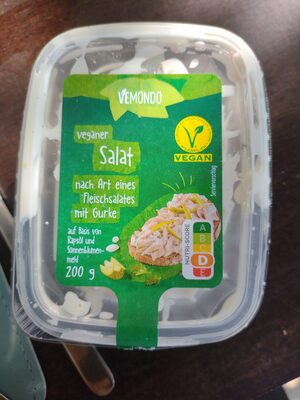 VEMONDO
veganer
Salat
nach Art eines
Fleischsalates
mit Gurke
auf Basis von
Rapsöl und
Sonnenblumen-
mehl
200 g
V
VEGAN
Serviervorschlag
NUTRI-SCORE
A
B
C
D
E